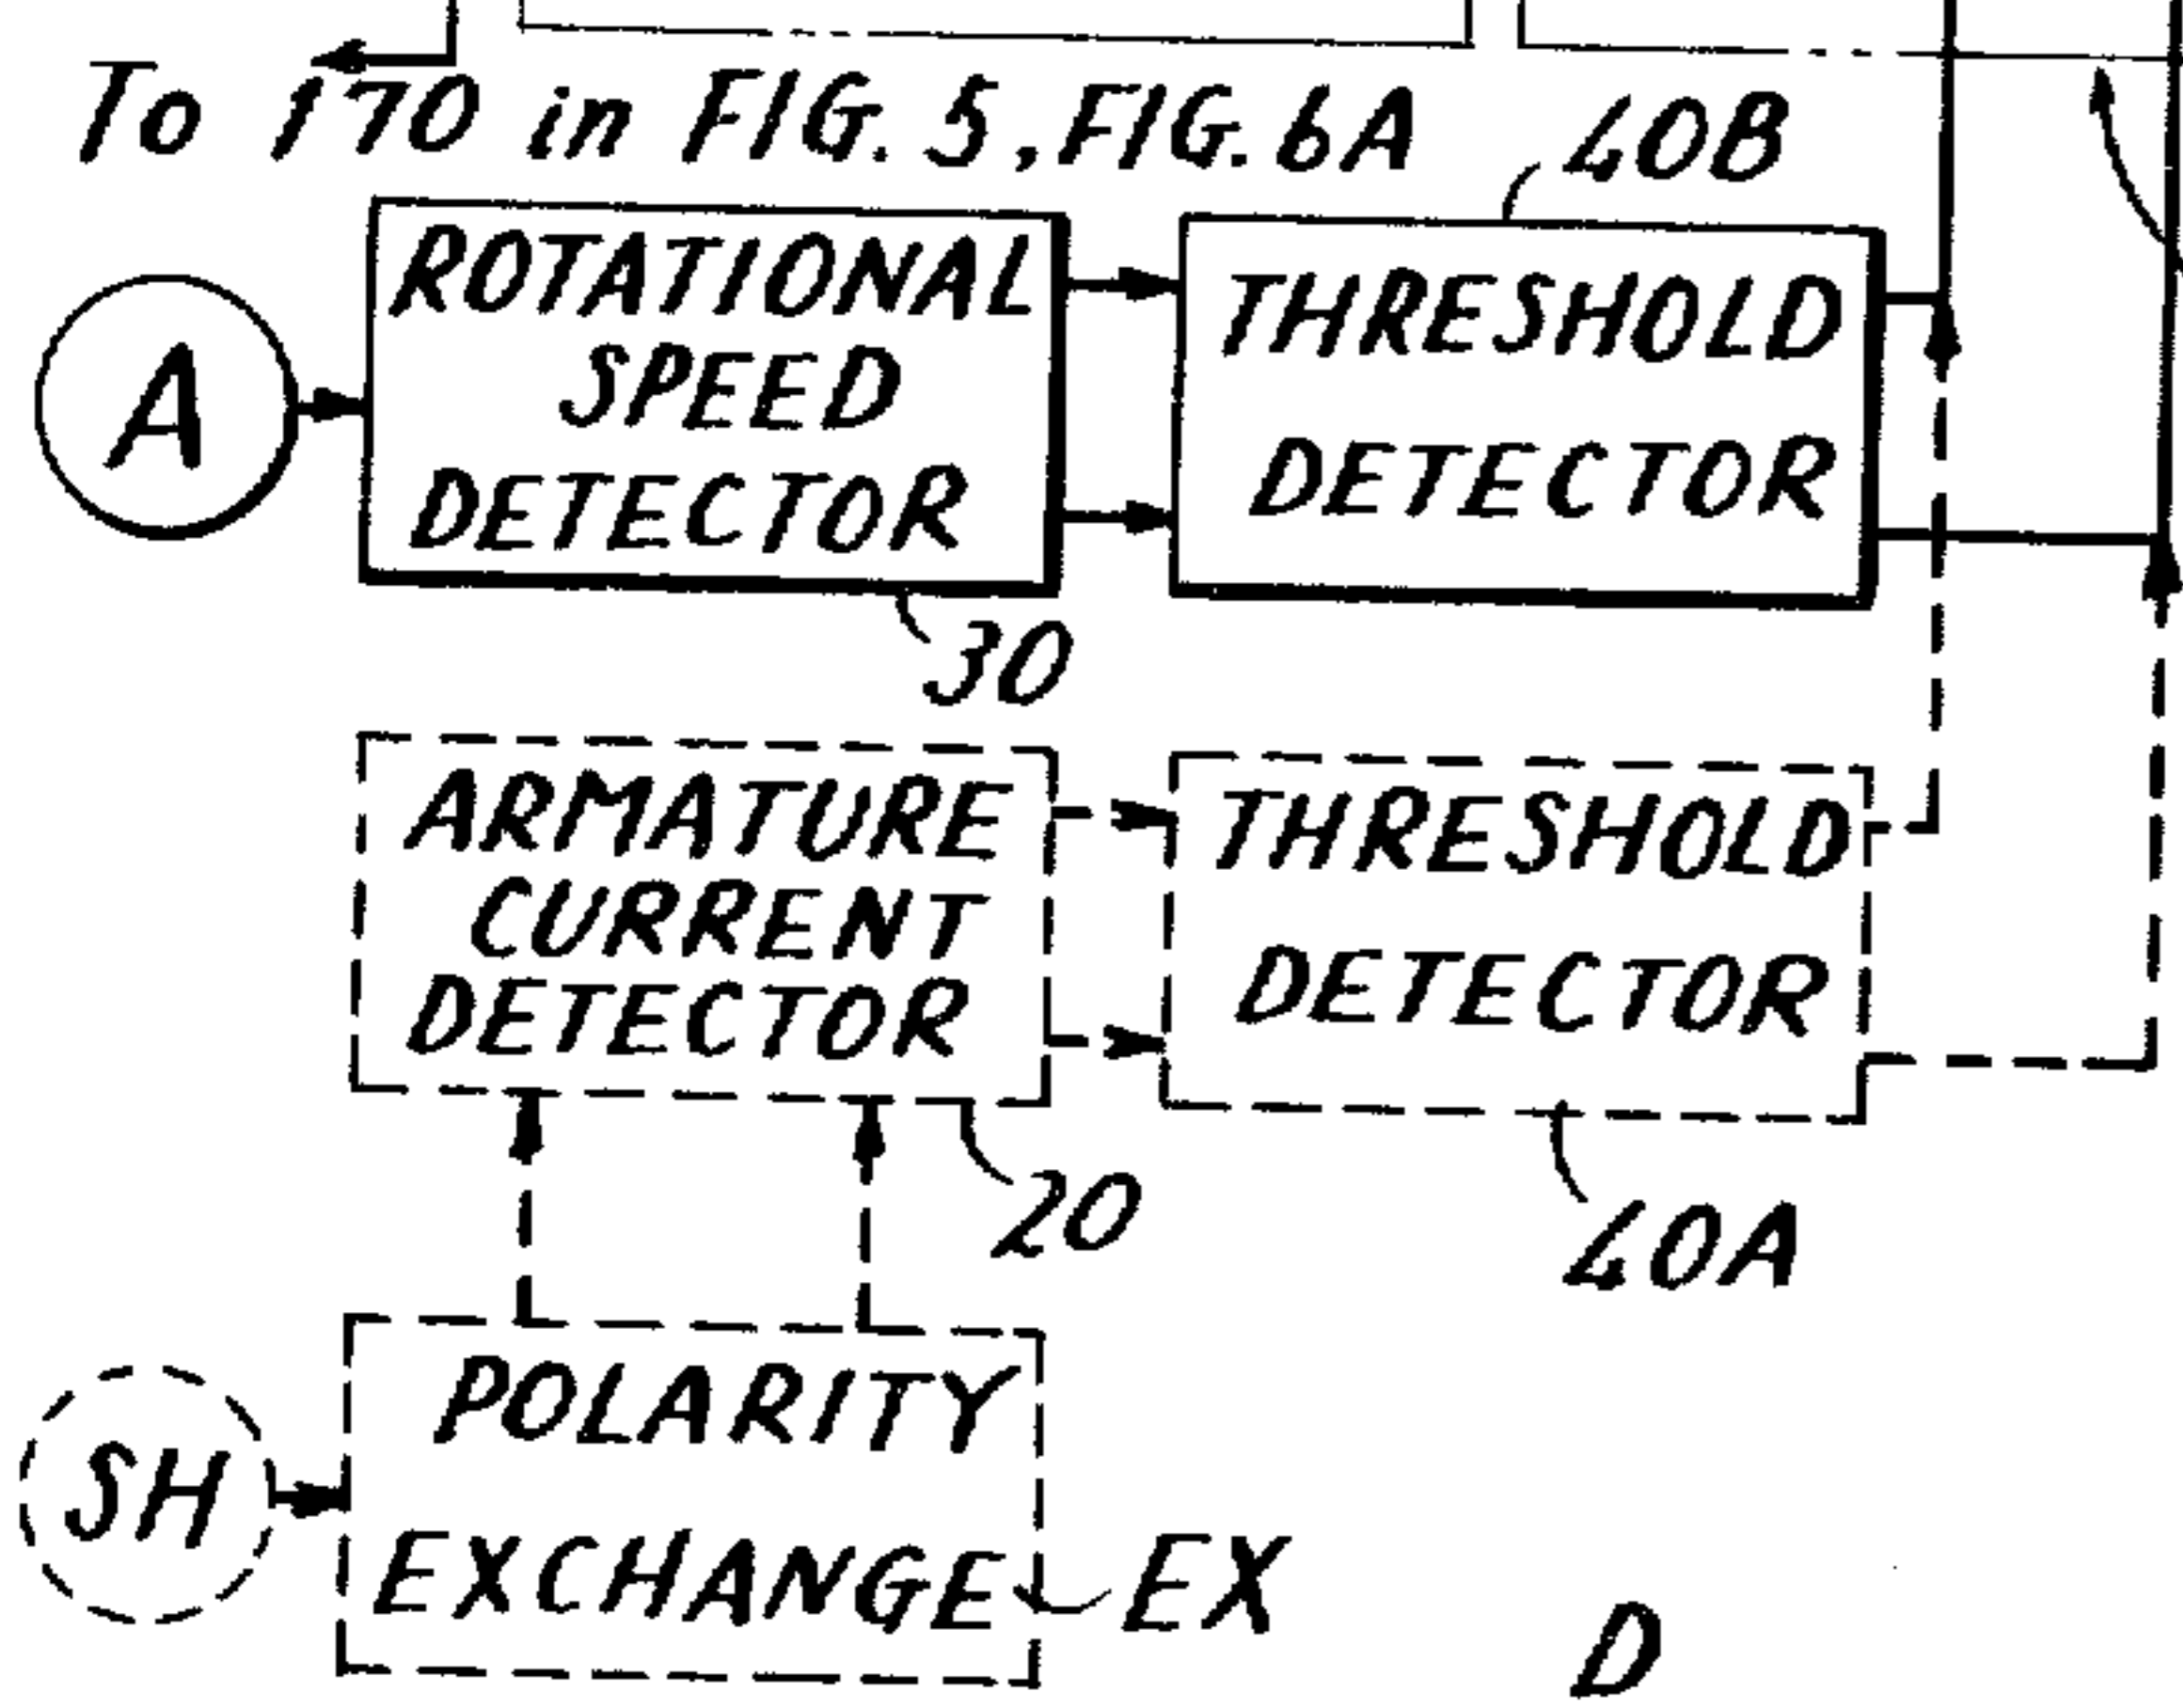 To 170 in FIG. 5, FIG. 6A
40B
A
ROTATIONAL
SPEED
DETECTOR
THRESHOLD
DETECTOR
30
ARMATURE
CURRENT
DETECTOR
THRESHOLD
DETECTOR
20
40A
SH
POLARITY
EXCHANGE
EX
D